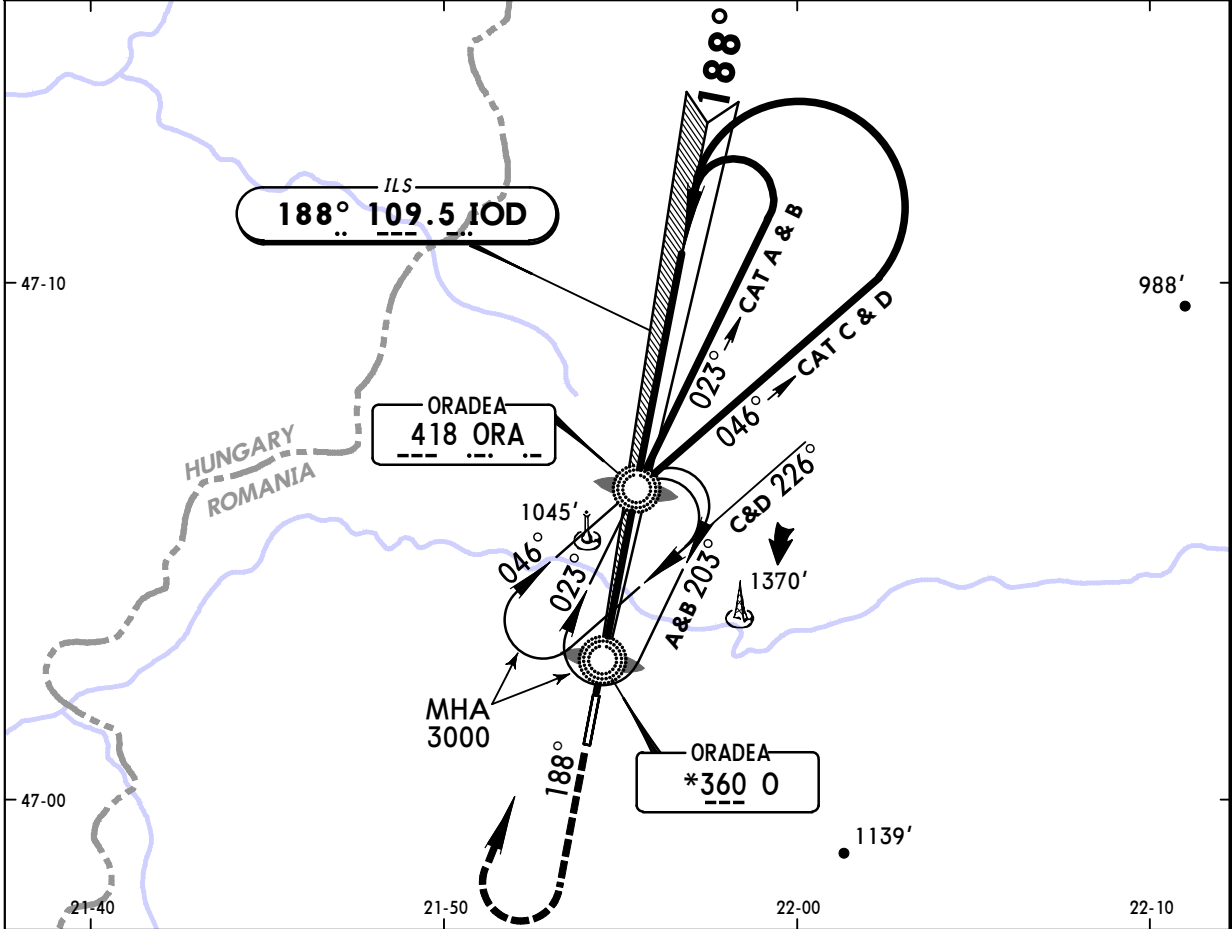 188°
ILS
188° 109.5 IOD
CAT A & B
023°
CAT C & D
046°
47-10
988'
ORADEA
418 ORA
HUNGARY
ROMANIA
1045'
046°
023°
C&D 226°
A&B 203°
1370'
MHA
3000
188°
ORADEA
*360 O
47-00
1139'
21-40
21-50
22-00
22-10